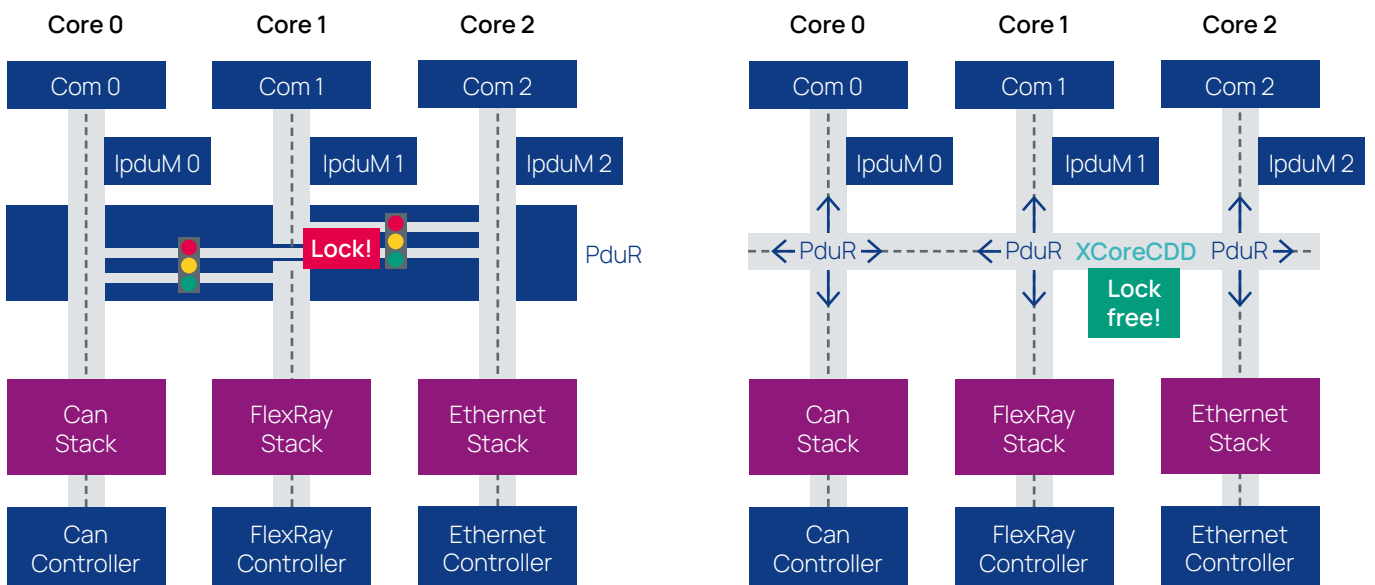 Core 0
Core 1
Core 2
Com 0
Com 1
Com 2
IpduM 0
IpduM 1
IpduM 2
Lock!
PduR
Can
Stack
FlexRay
Stack
Ethernet
Stack
Can
Controller
FlexRay
Controller
Ethernet
Controller
Core 0
Core 1
Core 2
Com 0
Com 1
Com 2
IpduM 0
IpduM 1
IpduM 2
PduR
PduR
XCoreCDD
PduR
Lock
free!
Can
Stack
FlexRay
Stack
Ethernet
Stack
Can
Controller
FlexRay
Controller
Ethernet
Controller